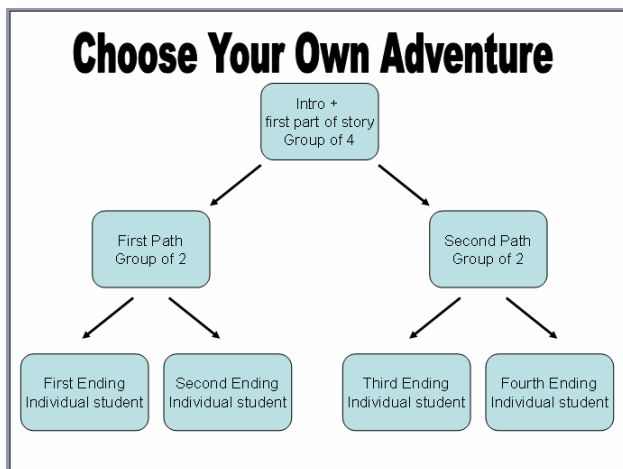 Choose Your Own Adventure
Intro +
first part of story
Group of 4
First Path
Group of 2
Second Path
Group of 2
First Ending
Individual student
Second Ending
Individual student
Third Ending
Individual student
Fourth Ending
Individual student